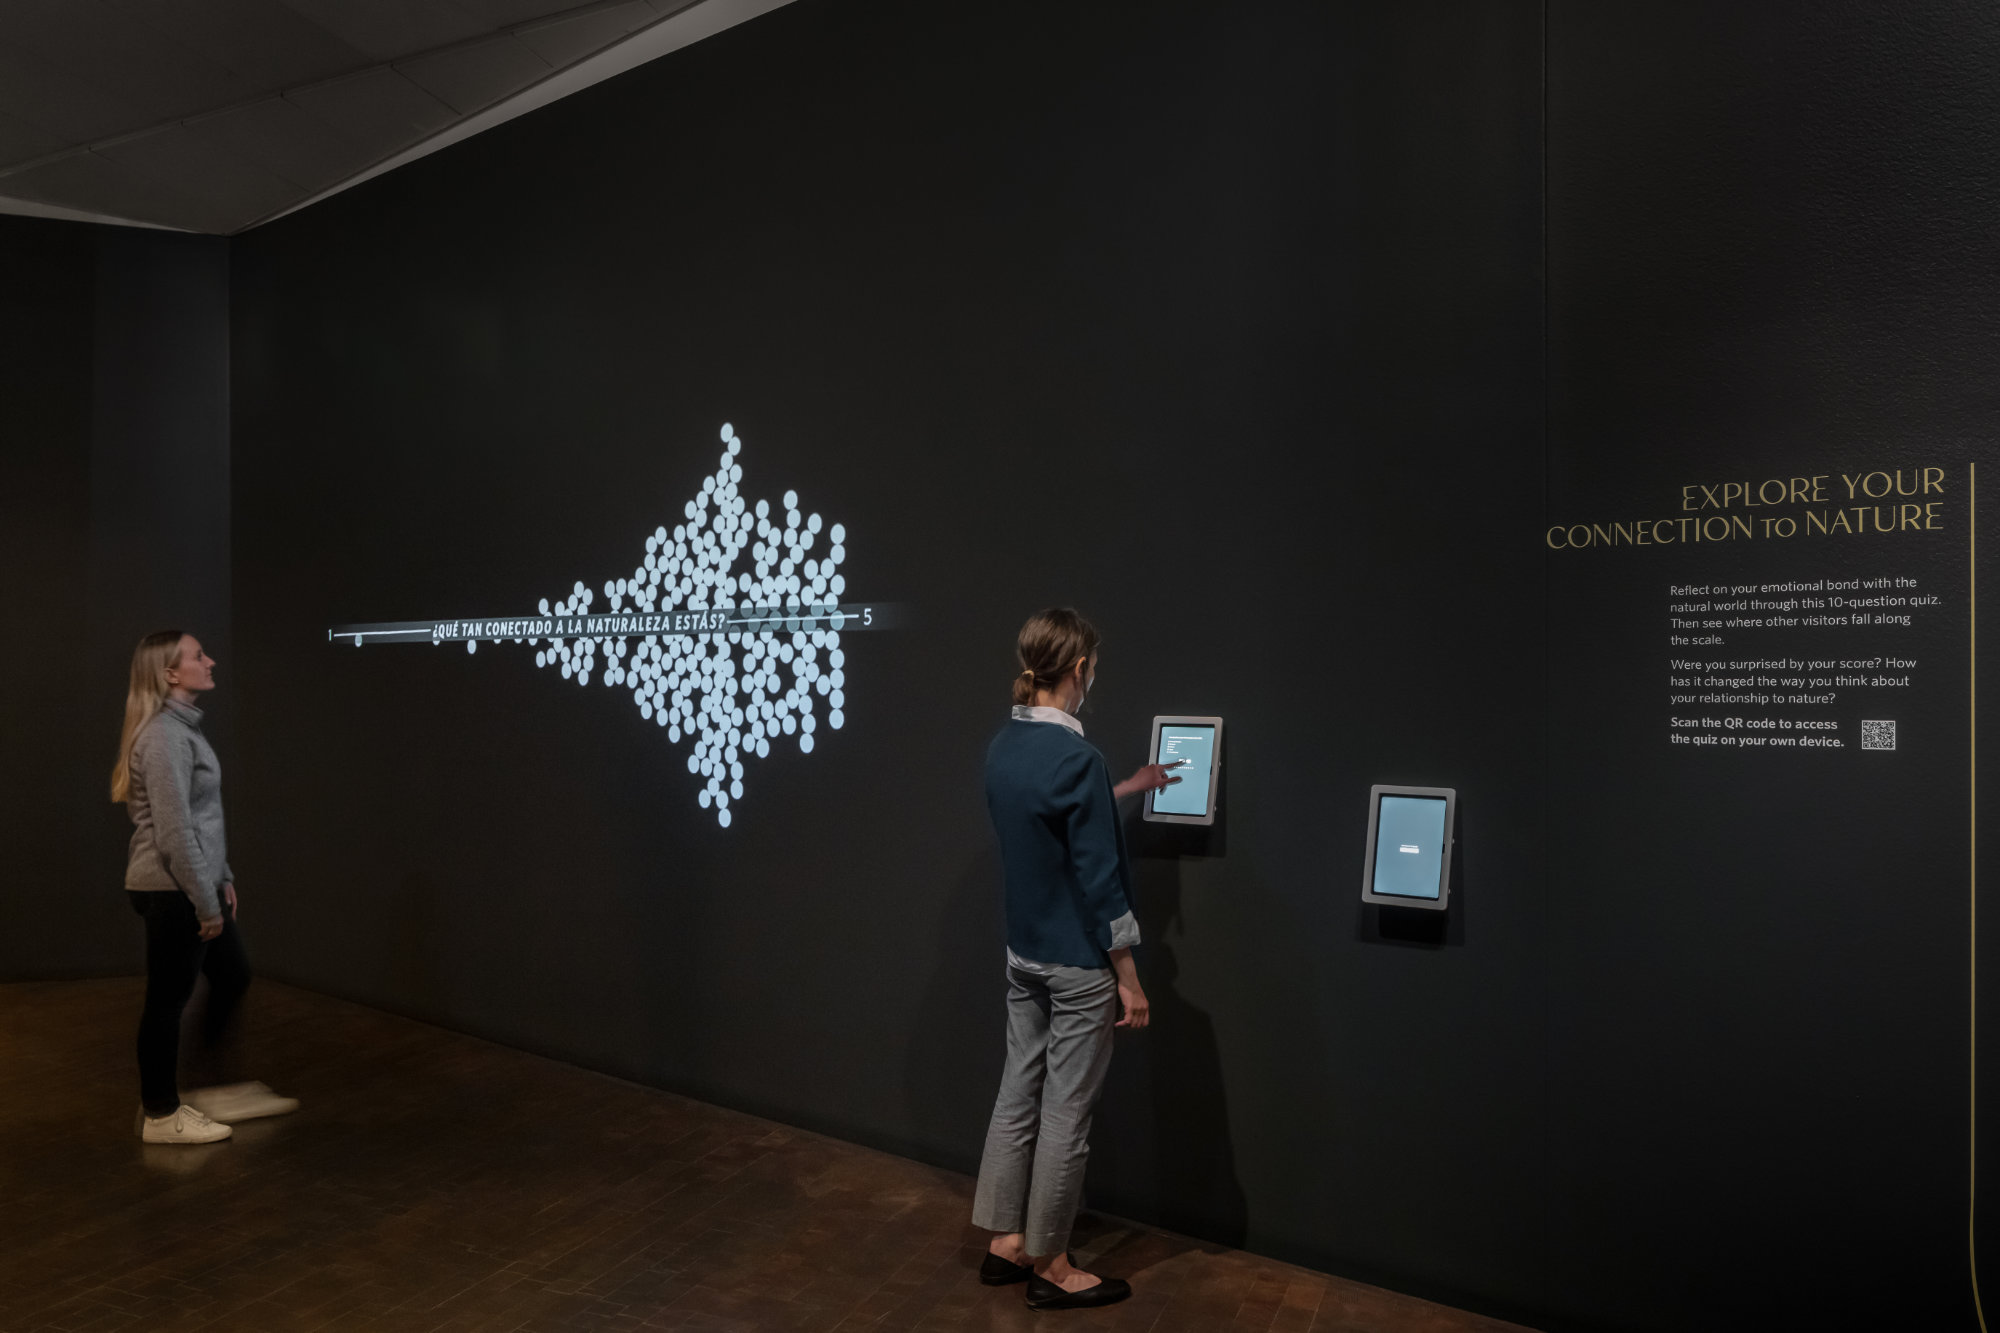 1 ¿QUÉ TAN CONECTADO A LA NATURALEZA ESTÁS? 5
EXPLORE YOUR
CONNECTION TO NATURE
Reflect on your emotional bond with the
natural world through this 10-question quiz.
Then see where other visitors fall along
the scale.
Were you surprised by your score? How
has it changed the way you think about
your relationship to nature?
Scan the QR code to access
the quiz on your own device.